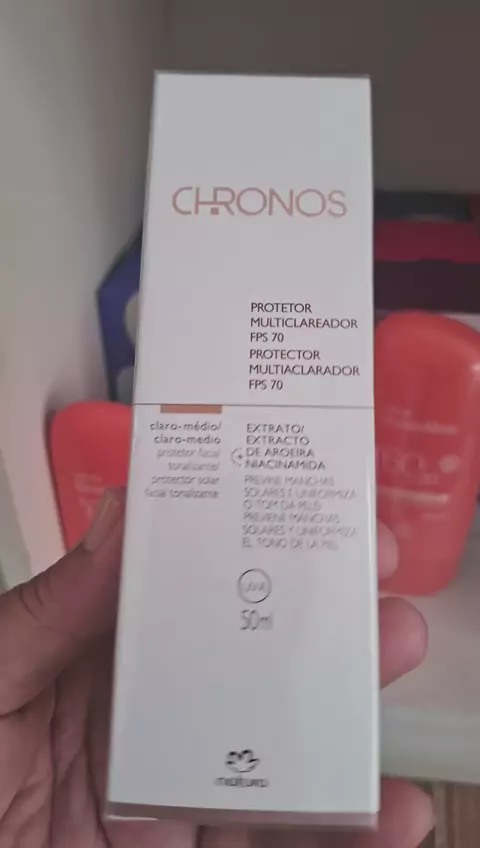 CHRONOS
PROTETOR
MULTICLAREADOR
FPS 70
PROTECTOR
MULTIACLARADOR
FPS 70
claro-médio/
claro-medio
protetor facial
tonalizante/
protector solar
facial tonalizante
EXTRATO/
EXTRACTO
DE AROEIRA
+ NIACINAMIDA
PREVINE MANCHAS
SOLARES E UNIFORMIZA
O TOM DA PELE
PREVIENE MANCHAS
SOLARES Y UNIFORMIZA
EL TONO DE LA PIEL
UVA
50ml
natura